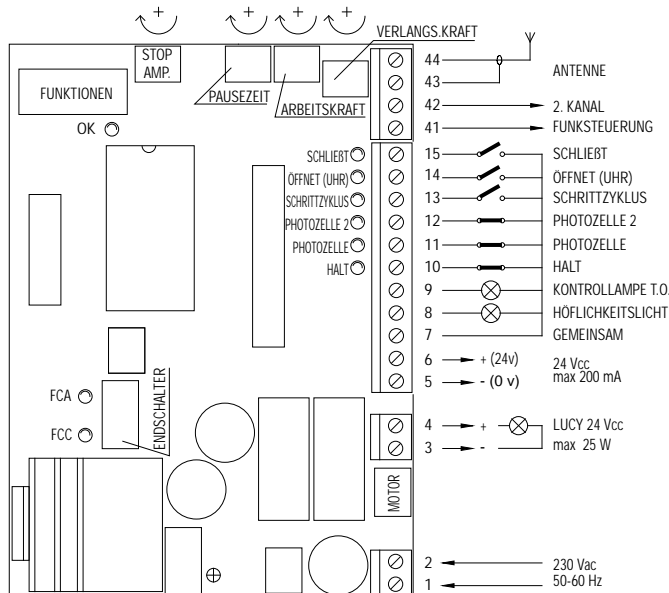 + + + +
STOP
AMP.
VERLANGS.KRAFT
FUNKTIONEN
PAUSEZEIT
ARBEITSKRAFT
OK
44
43
ANTENNE
42 2. KANAL
41 FUNKSTEUERUNG
SCHLIEßT 15 SCHLIEßT
ÖFFNET (UHR) 14 ÖFFNET (UHR)
SCHRITTZYKLUS 13 SCHRITTZYKLUS
PHOTOZELLE 2 12 PHOTOZELLE 2
PHOTOZELLE 11 PHOTOZELLE
HALT 10 HALT
9 KONTROLLAMPE T.O.
8 HÖFLICHKEITSLICHT
7 GEMEINSAM
6 + (24v) 24 Vcc
5 - (0 v) max 200 mA
FCA
FCC
ENDSCHALTER
4 + LUCY 24 Vcc
3 - max 25 W
MOTOR
2 230 Vac
1 50-60 Hz